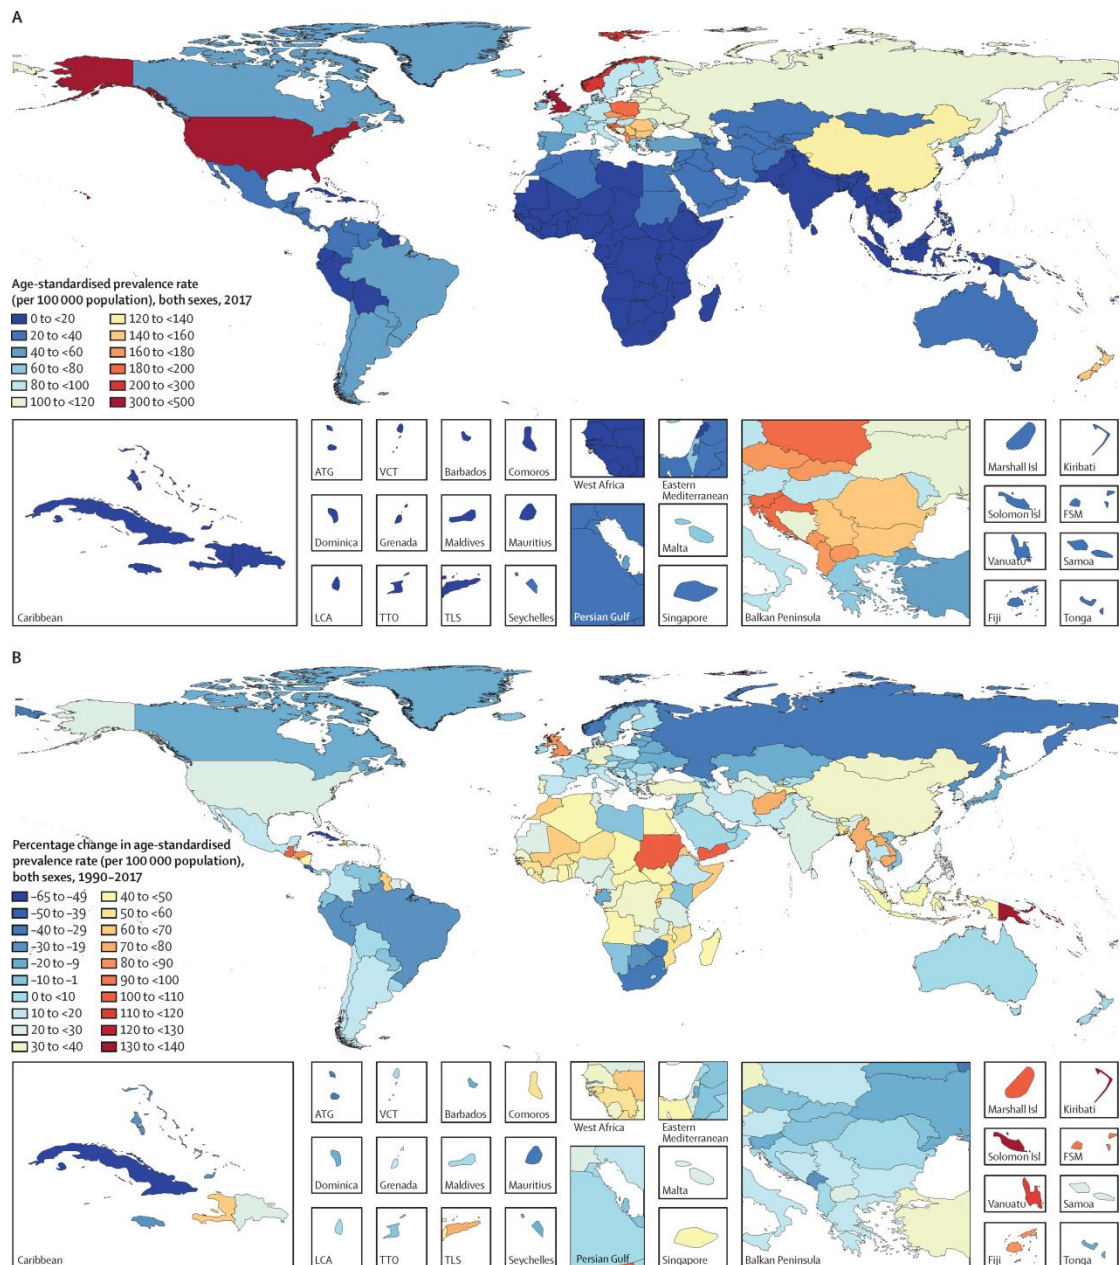 A
Age-standardised prevalence rate
(per 100 000 population), both sexes, 2017
0 to <20 120 to <140
20 to <40 140 to <160
40 to <60 160 to <180
60 to <80 180 to <200
80 to <100 200 to <300
100 to <120 300 to <500
ATG VCT Barbados Comoros West Africa Eastern Mediterranean Marshall Isl Kiribati
Dominica Grenada Maldives Mauritius Malta Solomon Isl FSM
Vanuatu Samoa
Caribbean LCA TTO TLS Seychelles Persian Gulf Singapore Balkan Peninsula Fiji Tonga
B
Percentage change in age-standardised
prevalence rate (per 100 000 population),
both sexes, 1990–2017
−65 to −49 40 to <50
−50 to −39 50 to <60
−40 to −29 60 to <70
−30 to −19 70 to <80
−20 to −9 80 to <90
−10 to −1 90 to <100
0 to <10 100 to <110
10 to <20 110 to <120
20 to <30 120 to <130
30 to <40 130 to <140
ATG VCT Barbados Comoros West Africa Eastern Mediterranean Marshall Isl Kiribati
Dominica Grenada Maldives Mauritius Malta Solomon Isl FSM
Vanuatu Samoa
Caribbean LCA TTO TLS Seychelles Persian Gulf Singapore Balkan Peninsula Fiji Tonga